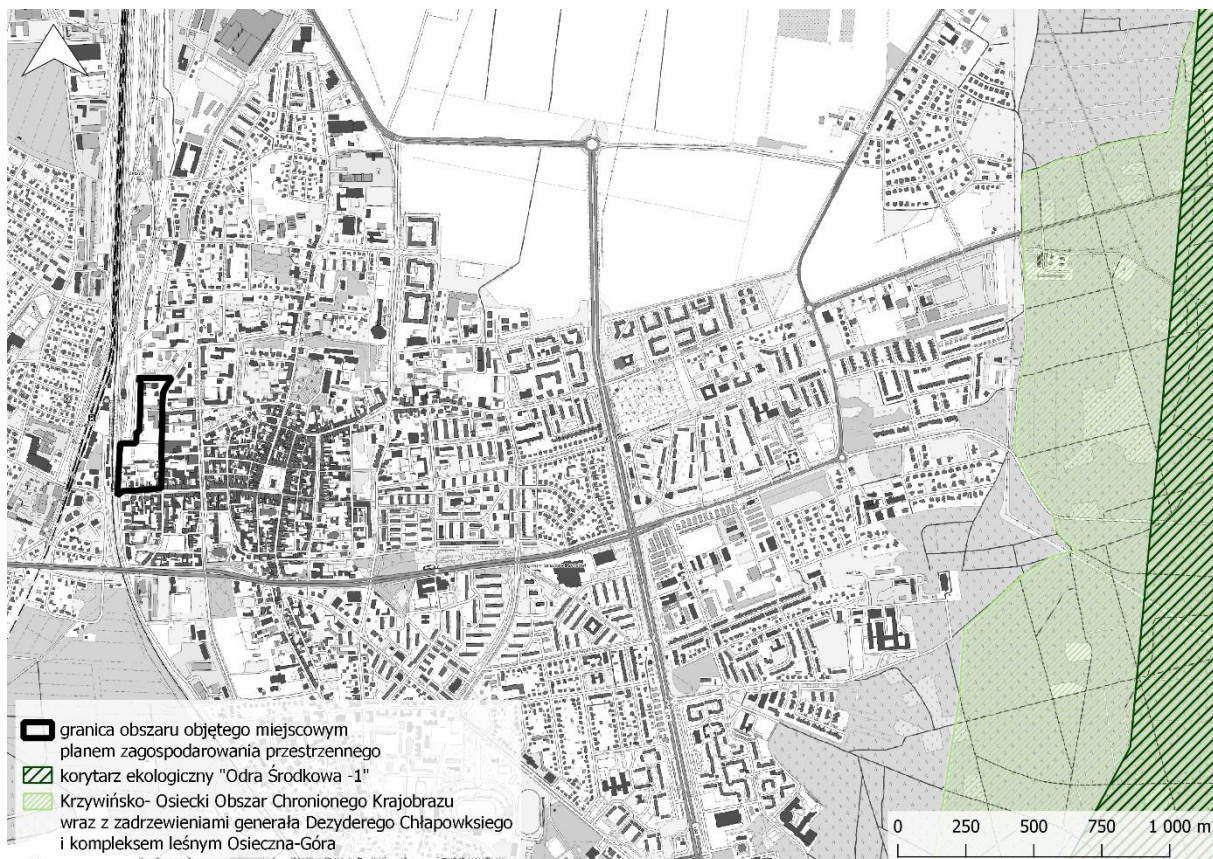 granica obszaru objętego miejscowym
planem zagospodarowania przestrzennego
korytarz ekologiczny "Odra Środkowa -1"
Krzywińsko- Osiecki Obszar Chronionego Krajobrazu
wraz z zadrzewieniami generała Dezyderego Chłapowksiego
i kompleksem leśnym Osieczna-Góra
0 250 500 750 1 000 m